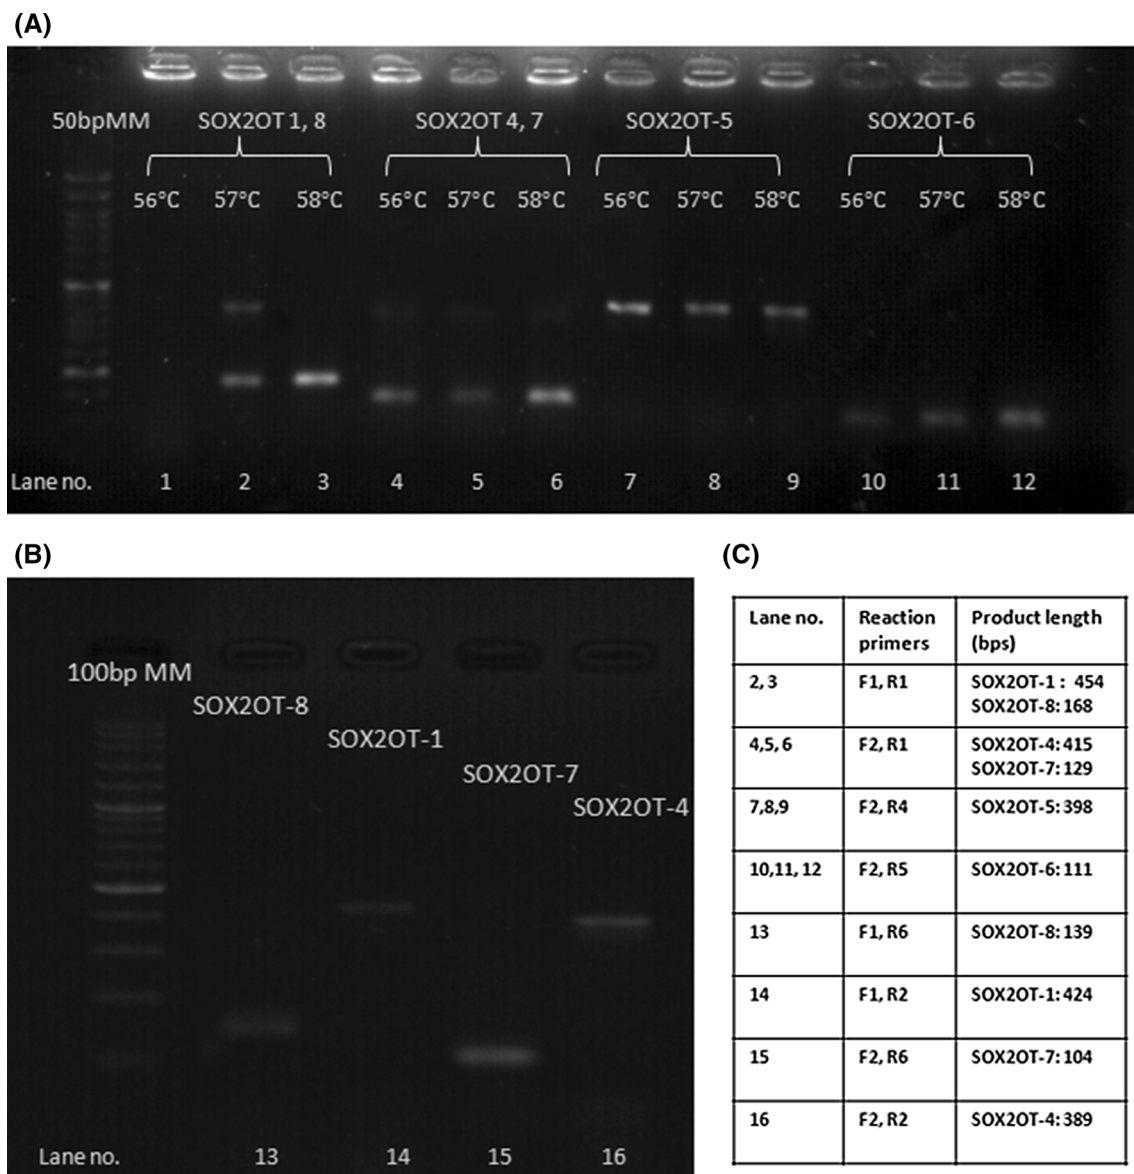 (A)
50bpMM SOX2OT 1, 8 SOX2OT 4, 7 SOX2OT-5 SOX2OT-6
56°C 57°C 58°C 56°C 57°C 58°C 56°C 57°C 58°C 56°C 57°C 58°C
Lane no. 1 2 3 4 5 6 7 8 9 10 11 12
(B)
100bp MM
SOX2OT-8
SOX2OT-1
SOX2OT-7
SOX2OT-4
Lane no. 13 14 15 16
(C)
Lane no. Reaction primers Product length (bps)
2, 3 F1, R1 SOX2OT-1 : 454
SOX2OT-8: 168
4,5, 6 F2, R1 SOX2OT-4: 415
SOX2OT-7: 129
7,8,9 F2, R4 SOX2OT-5: 398
10,11, 12 F2, R5 SOX2OT-6: 111
13 F1, R6 SOX2OT-8: 139
14 F1, R2 SOX2OT-1: 424
15 F2, R6 SOX2OT-7: 104
16 F2, R2 SOX2OT-4: 389